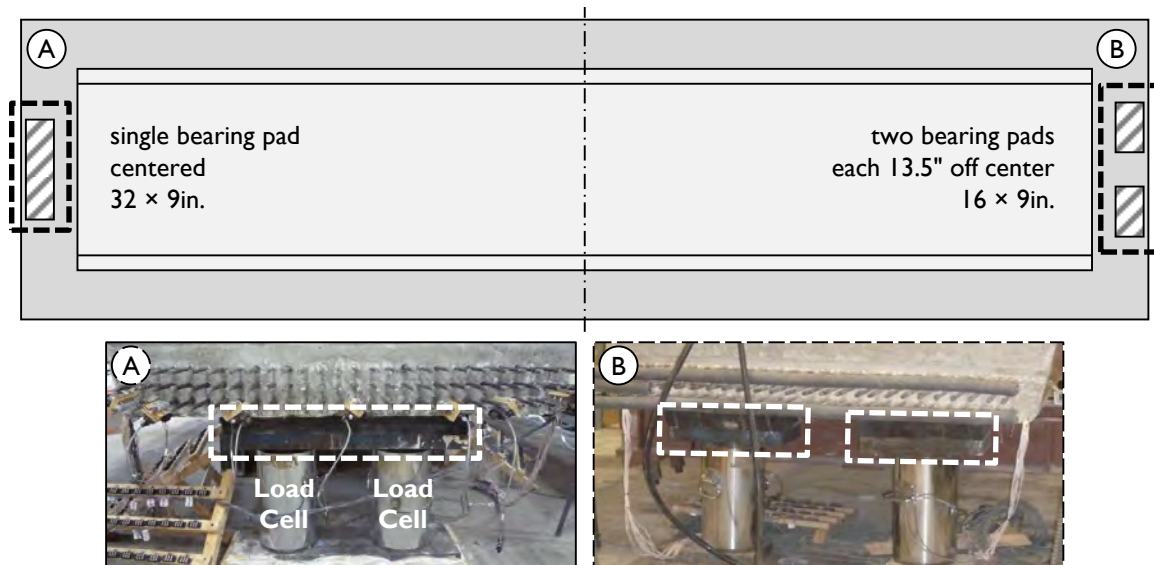 A
B
single bearing pad
centered
32 × 9in.
two bearing pads
each 13.5" off center
16 × 9in.
A
Load
Cell
Load
Cell
B